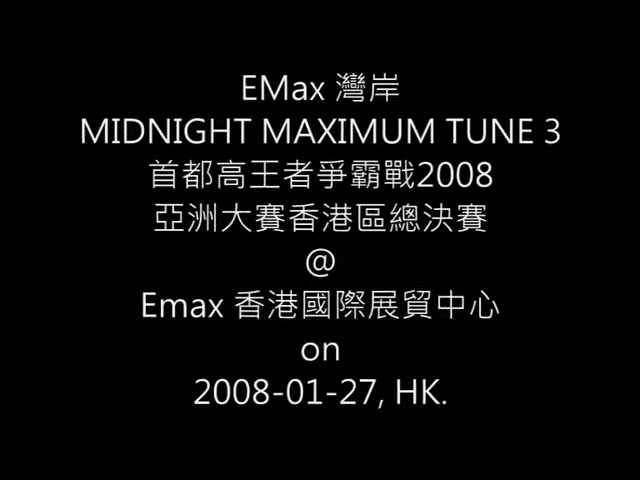 EMax 灣岸
MIDNIGHT MAXIMUM TUNE 3
首都高王者爭霸戰2008
亞洲大賽香港區總決賽
@
Emax 香港國際展貿中心
on
2008-01-27, HK.